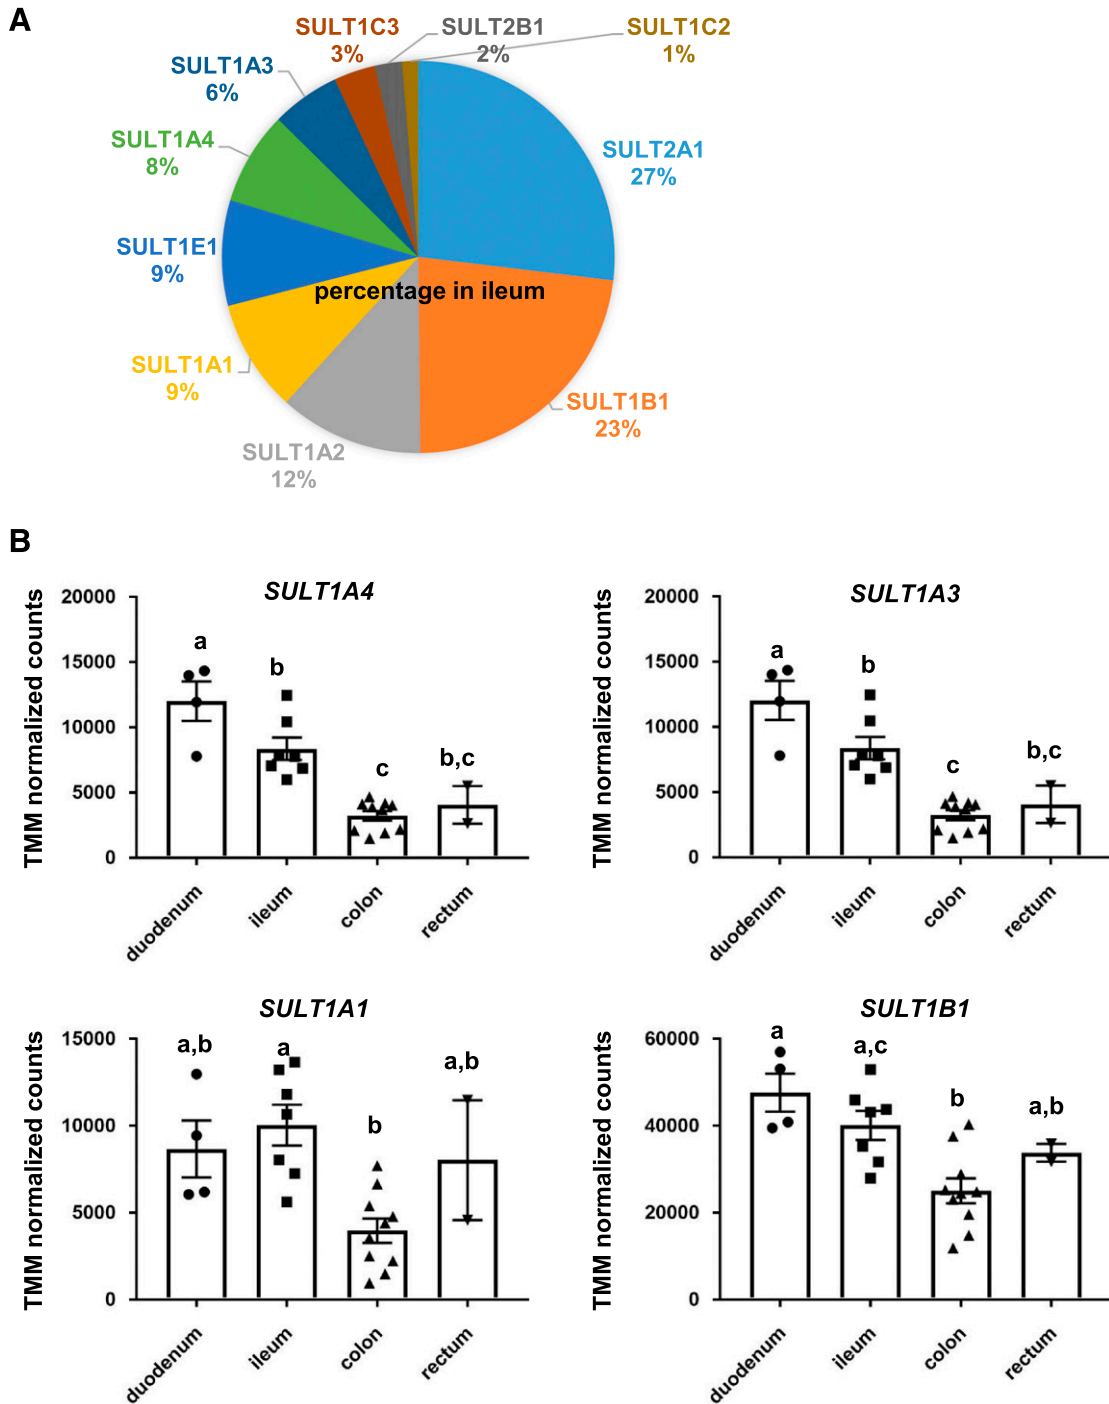 A
SULT1C3
3%
SULT2B1
2%
SULT1C2
1%
SULT1A3
6%
SULT1A4
8%
SULT2A1
27%
SULT1E1
9%
percentage in ileum
SULT1A1
9%
SULT1B1
23%
SULT1A2
12%
B
SULT1A4
TMM normalized counts
20000
15000
10000
5000
0
a
b
c
b,c
duodenum
ileum
colon
rectum
SULT1A3
TMM normalized counts
20000
15000
10000
5000
0
a
b
c
b,c
duodenum
ileum
colon
rectum
SULT1A1
TMM normalized counts
15000
10000
5000
0
a,b
a
b
a,b
duodenum
ileum
colon
rectum
SULT1B1
TMM normalized counts
60000
40000
20000
0
a
a,c
b
a,b
duodenum
ileum
colon
rectum